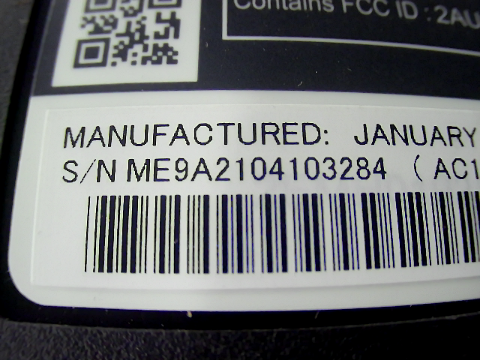 Contains FCC ID : 2AU
MANUFACTURED: JANUARY
S/N ME9A2104103284 ( AC1